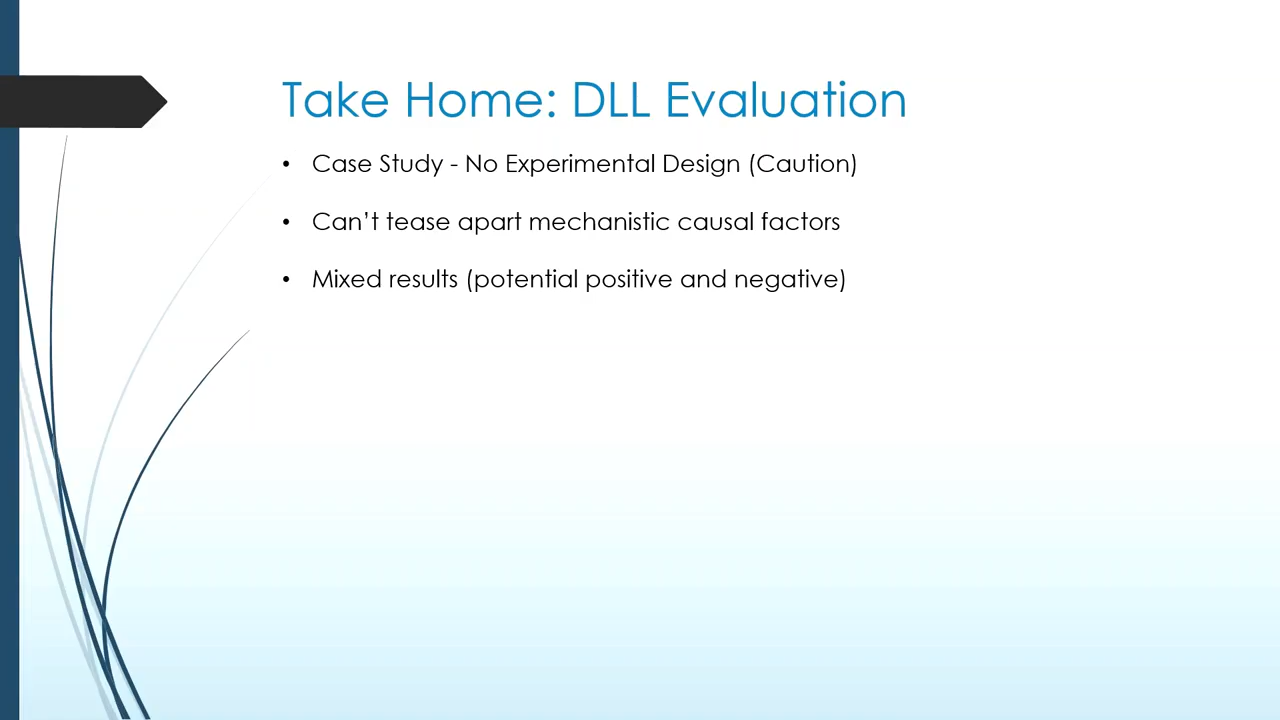 Take Home: DLL Evaluation
• Case Study - No Experimental Design (Caution)
• Can’t tease apart mechanistic causal factors
• Mixed results (potential positive and negative)